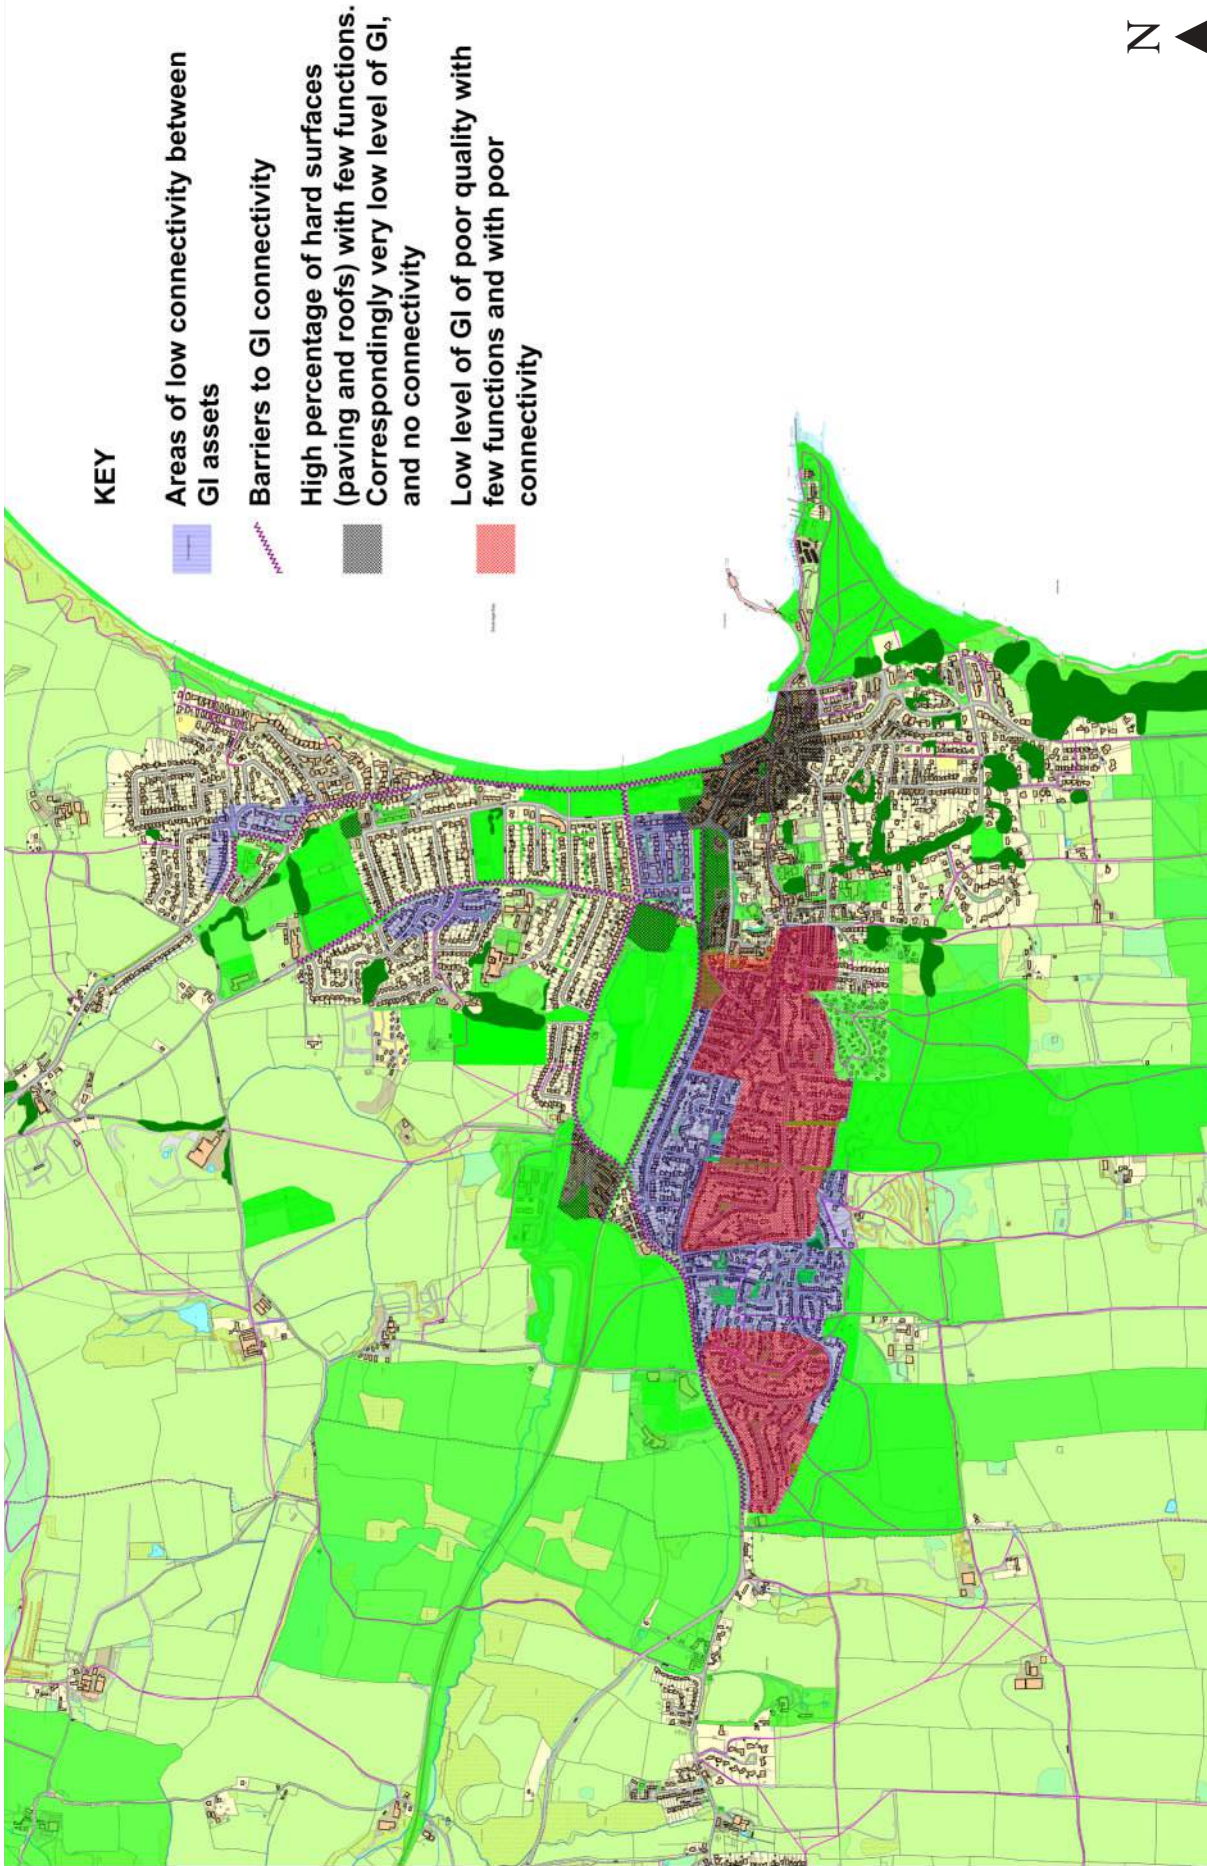 KEY
Areas of low connectivity between
GI assets
Barriers to GI connectivity
High percentage of hard surfaces
(paving and roofs) with few functions.
Correspondingly very low level of GI,
and no connectivity
Low level of GI of poor quality with
few functions and with poor
connectivity
N